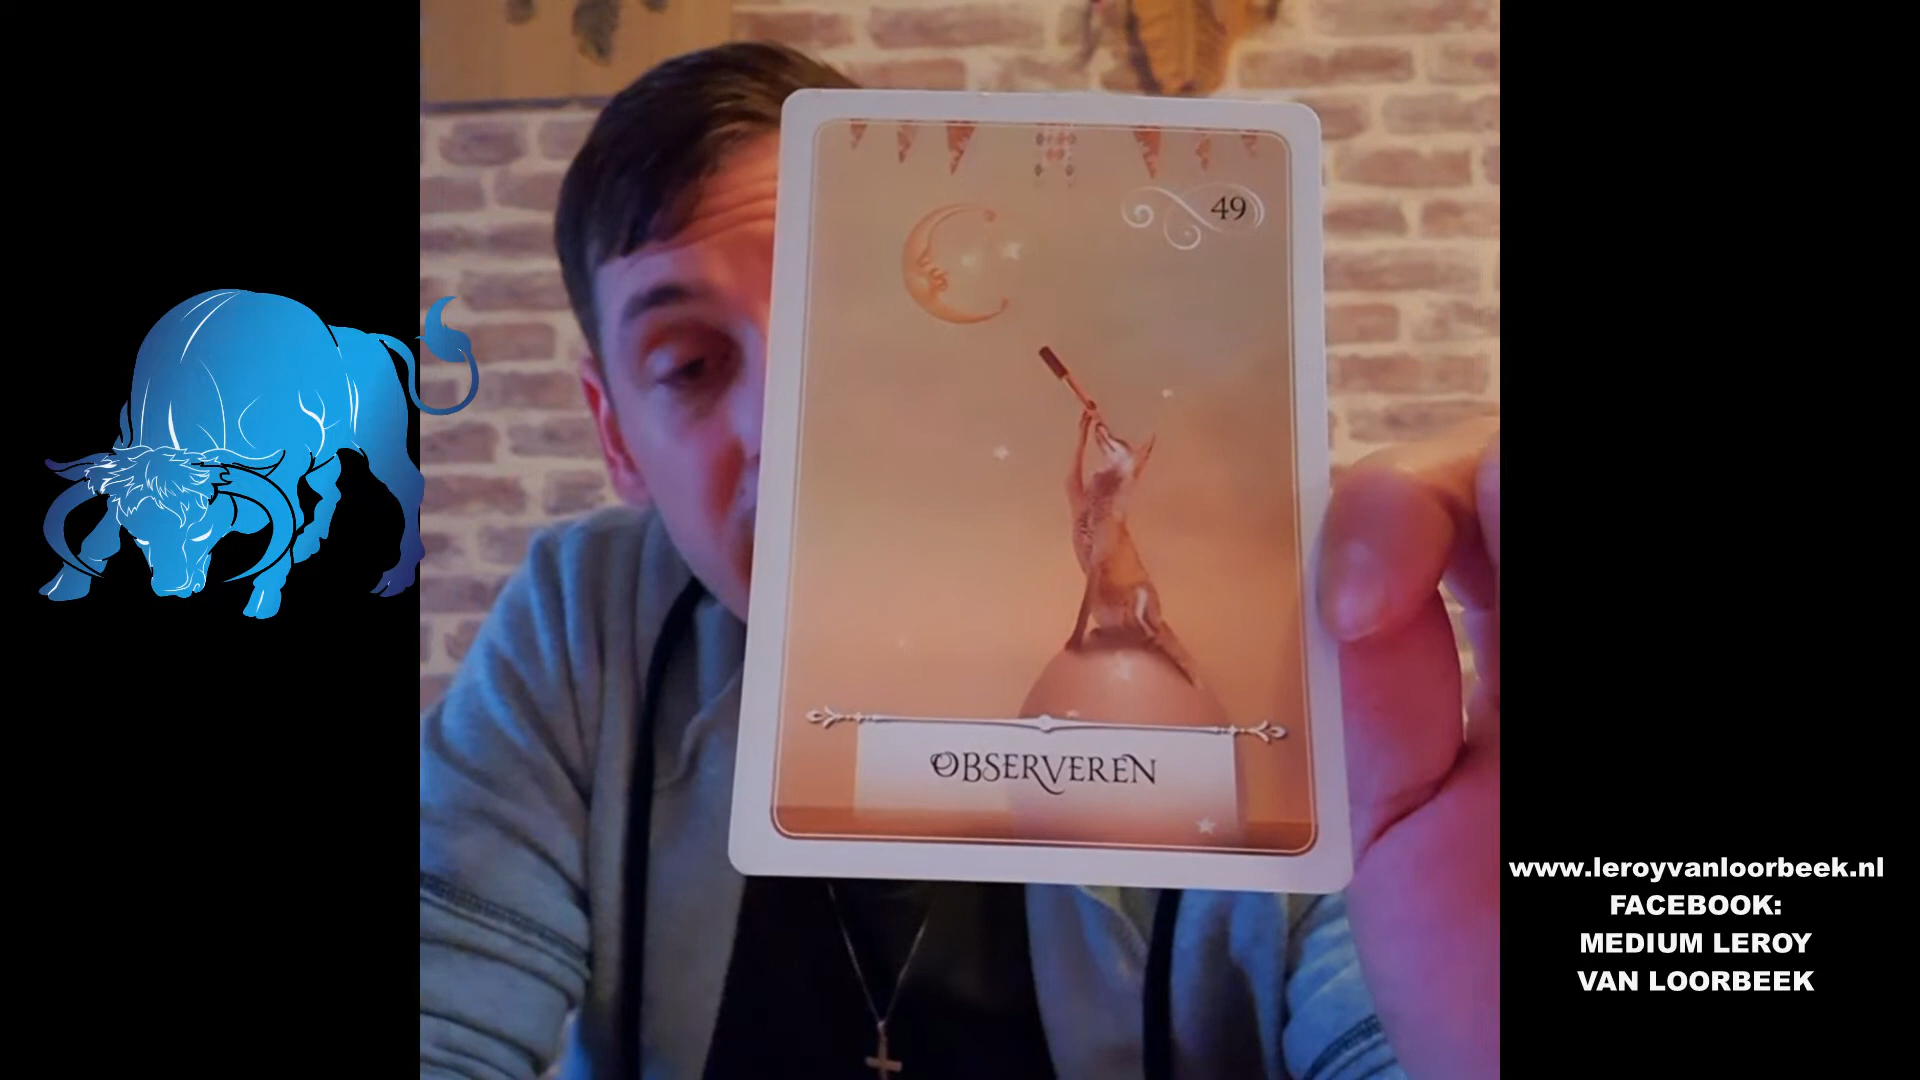 49
OBSERVEREN
www.leroyvanloorbeek.nl
FACEBOOK:
MEDIUM LEROY
VAN LOORBEEK